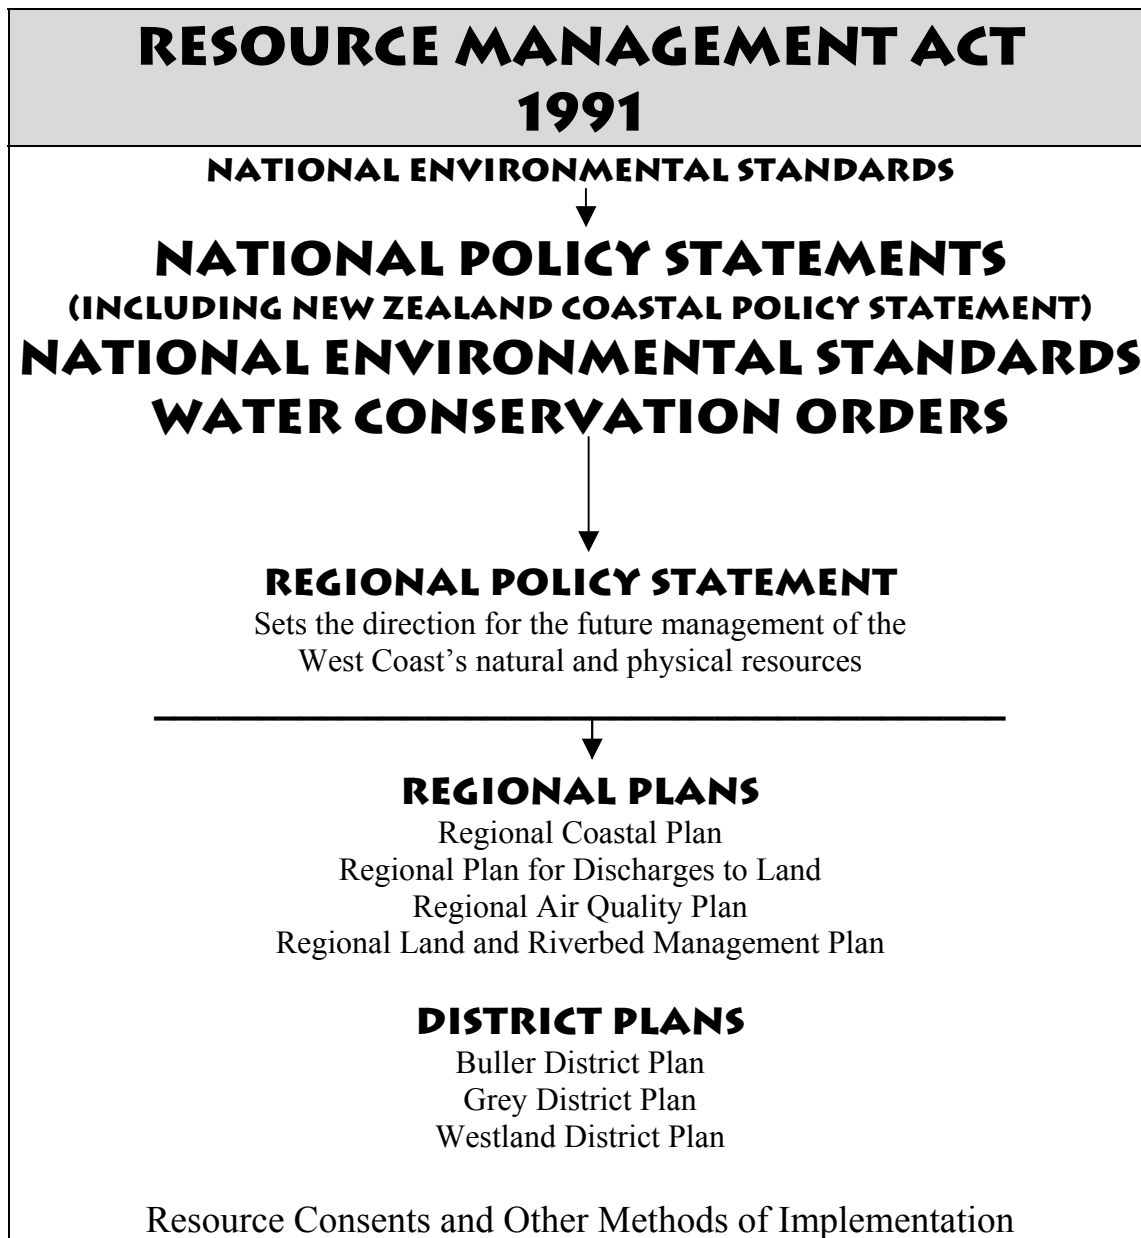 RESOURCE MANAGEMENT ACT
1991
NATIONAL ENVIRONMENTAL STANDARDS
NATIONAL POLICY STATEMENTS
(INCLUDING NEW ZEALAND COASTAL POLICY STATEMENT)
NATIONAL ENVIRONMENTAL STANDARDS
WATER CONSERVATION ORDERS
REGIONAL POLICY STATEMENT
Sets the direction for the future management of the
West Coast’s natural and physical resources
REGIONAL PLANS
Regional Coastal Plan
Regional Plan for Discharges to Land
Regional Air Quality Plan
Regional Land and Riverbed Management Plan
DISTRICT PLANS
Buller District Plan
Grey District Plan
Westland District Plan
Resource Consents and Other Methods of Implementation